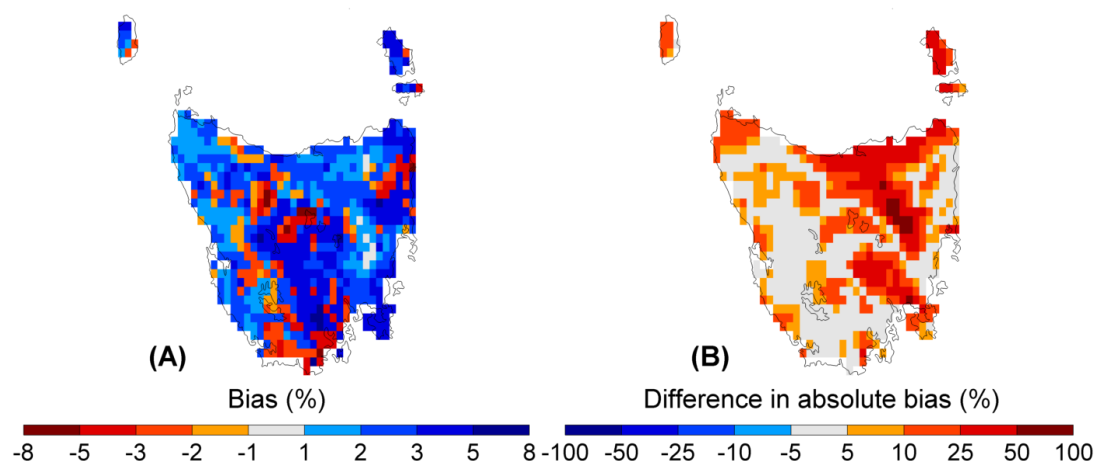 (A)
(B)
Bias (%)
Difference in absolute bias (%)
-8 -5 -3 -2 -1 1 2 3 5 8
-100 -50 -25 -10 -5 5 10 25 50 100